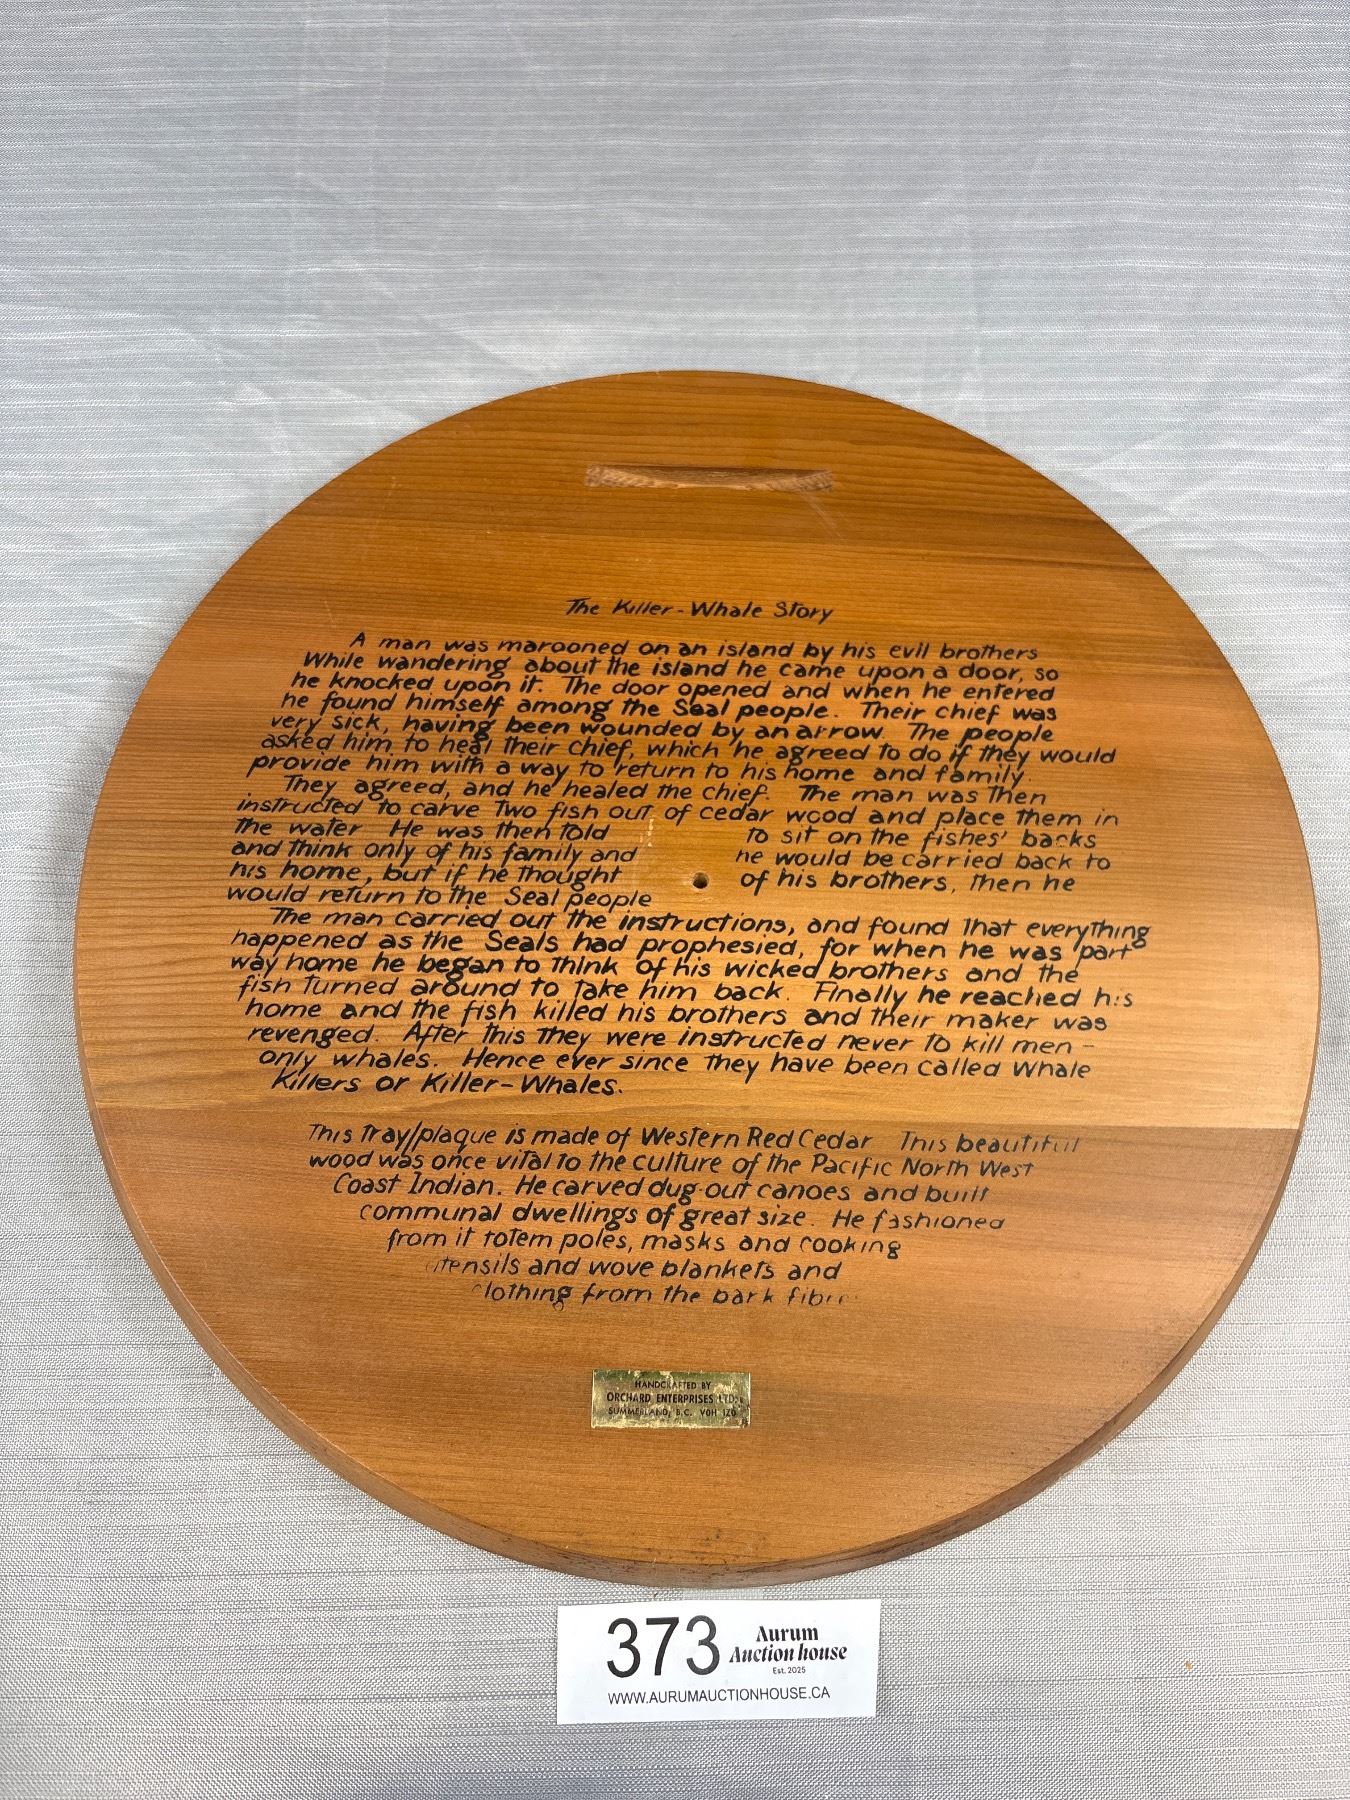 The Killer-Whale Story
A man was marooned on an island by his evil brothers
While wandering about the island he came upon a door, so
he knocked upon it. The door opened and when he entered
he found himself among the Seal people. Their chief was
very sick, having been wounded by an arrow. The people
asked him to heal their chief, which he agreed to do if they would
provide him with a way to return to his home and family.
They agreed, and he healed the chief. The man was then
instructed to carve two fish out of cedar wood and place them in
the water He was then told to sit on the fishes' backs
and think only of his family and he would be carried back to
his home, but if he thought of his brothers, then he
would return to the Seal people
The man carried out the instructions, and found that everything
happened as the Seals had prophesied, for when he was part
way home he began to think of his wicked brothers and the
fish turned around to take him back. Finally he reached his
home and the fish killed his brothers and their maker was
revenged. After this they were instructed never to kill men -
only whales. Hence ever since they have been called Whale
Killers or Killer-Whales.
This tray/plaque is made of Western Red Cedar This beautiful
wood was once vital to the culture of the Pacific North West
Coast Indian. He carved dug-out canoes and built
communal dwellings of great size. He fashioned
from it totem poles, masks and cooking
utensils and wove blankets and
clothing from the bark
HANDCRAFTED BY
ORCHARD ENTERPRISES LTD.
SUMMERLAND, B.C. V0H 1Z0
373 Aurum
Auction house
Est. 2025
WWW.AURUMAUCTIONHOUSE.CA